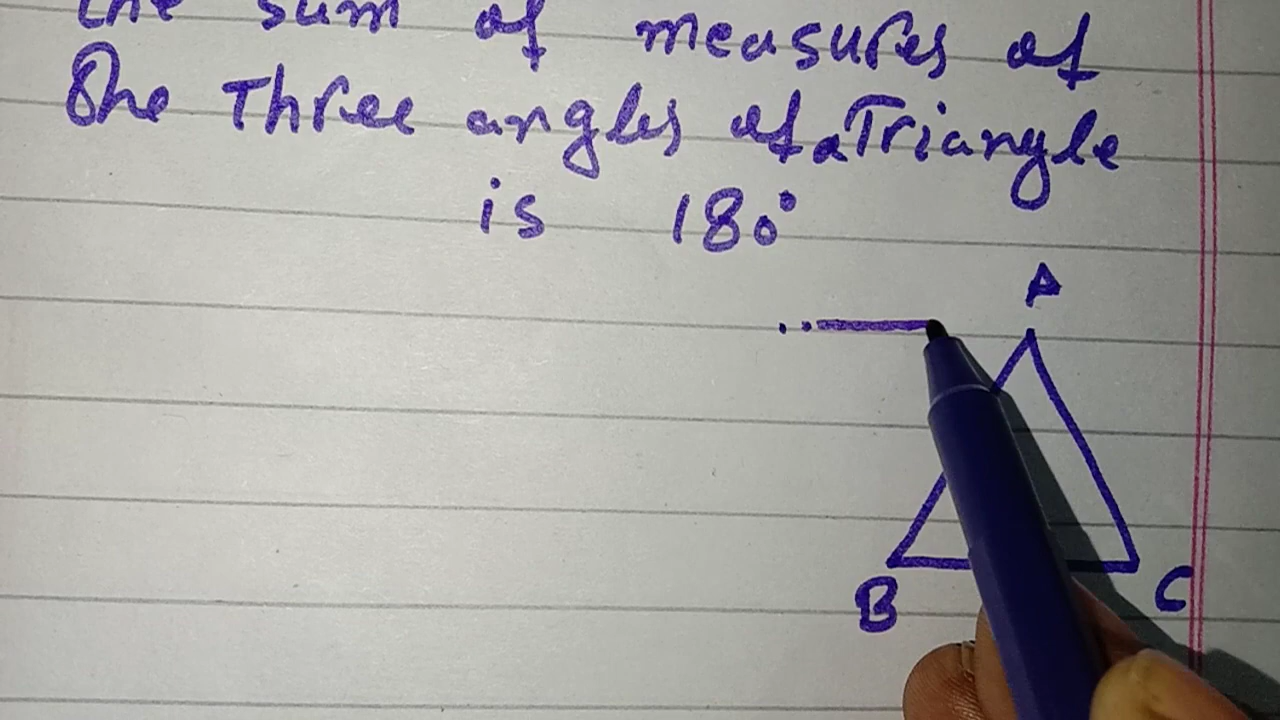 the sum of measures of
the Three angles of a Triangle
is 180°
A
B
C